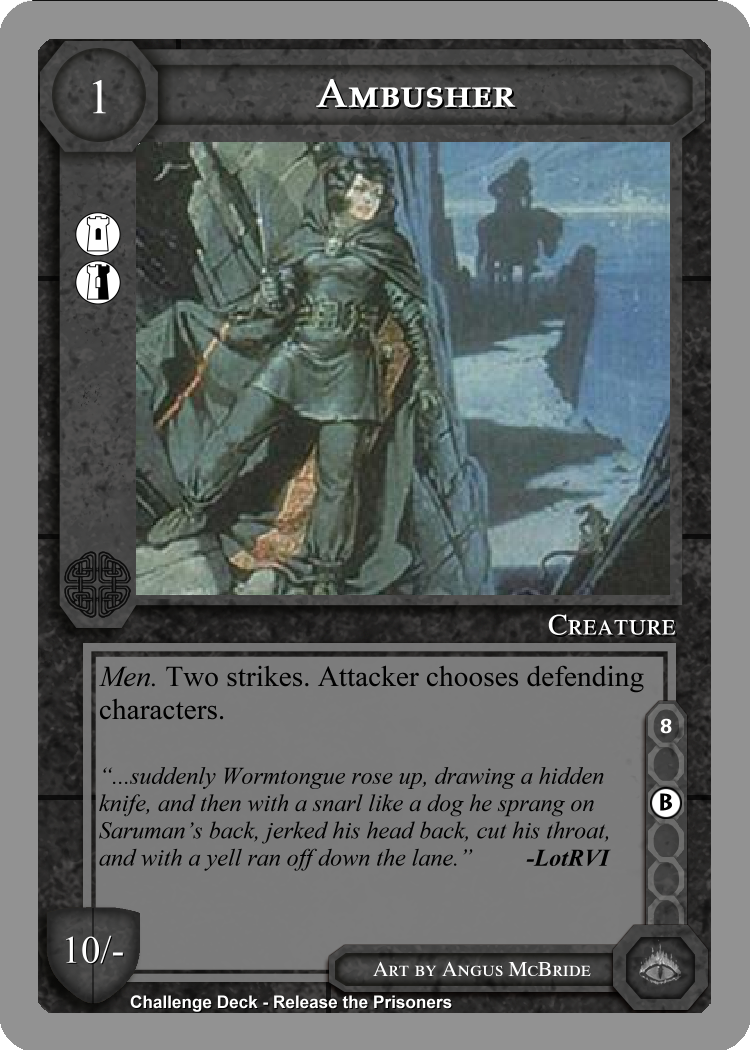 1
AMBUSHER
CREATURE
Men. Two strikes. Attacker chooses defending
characters.
8
“...suddenly Wormtongue rose up, drawing a hidden
knife, and then with a snarl like a dog he sprang on
B
Saruman’s back, jerked his head back, cut his throat,
and with a yell ran off down the lane.” -LotRVI
10/-
ART BY ANGUS MCBRIDE
Challenge Deck - Release the Prisoners